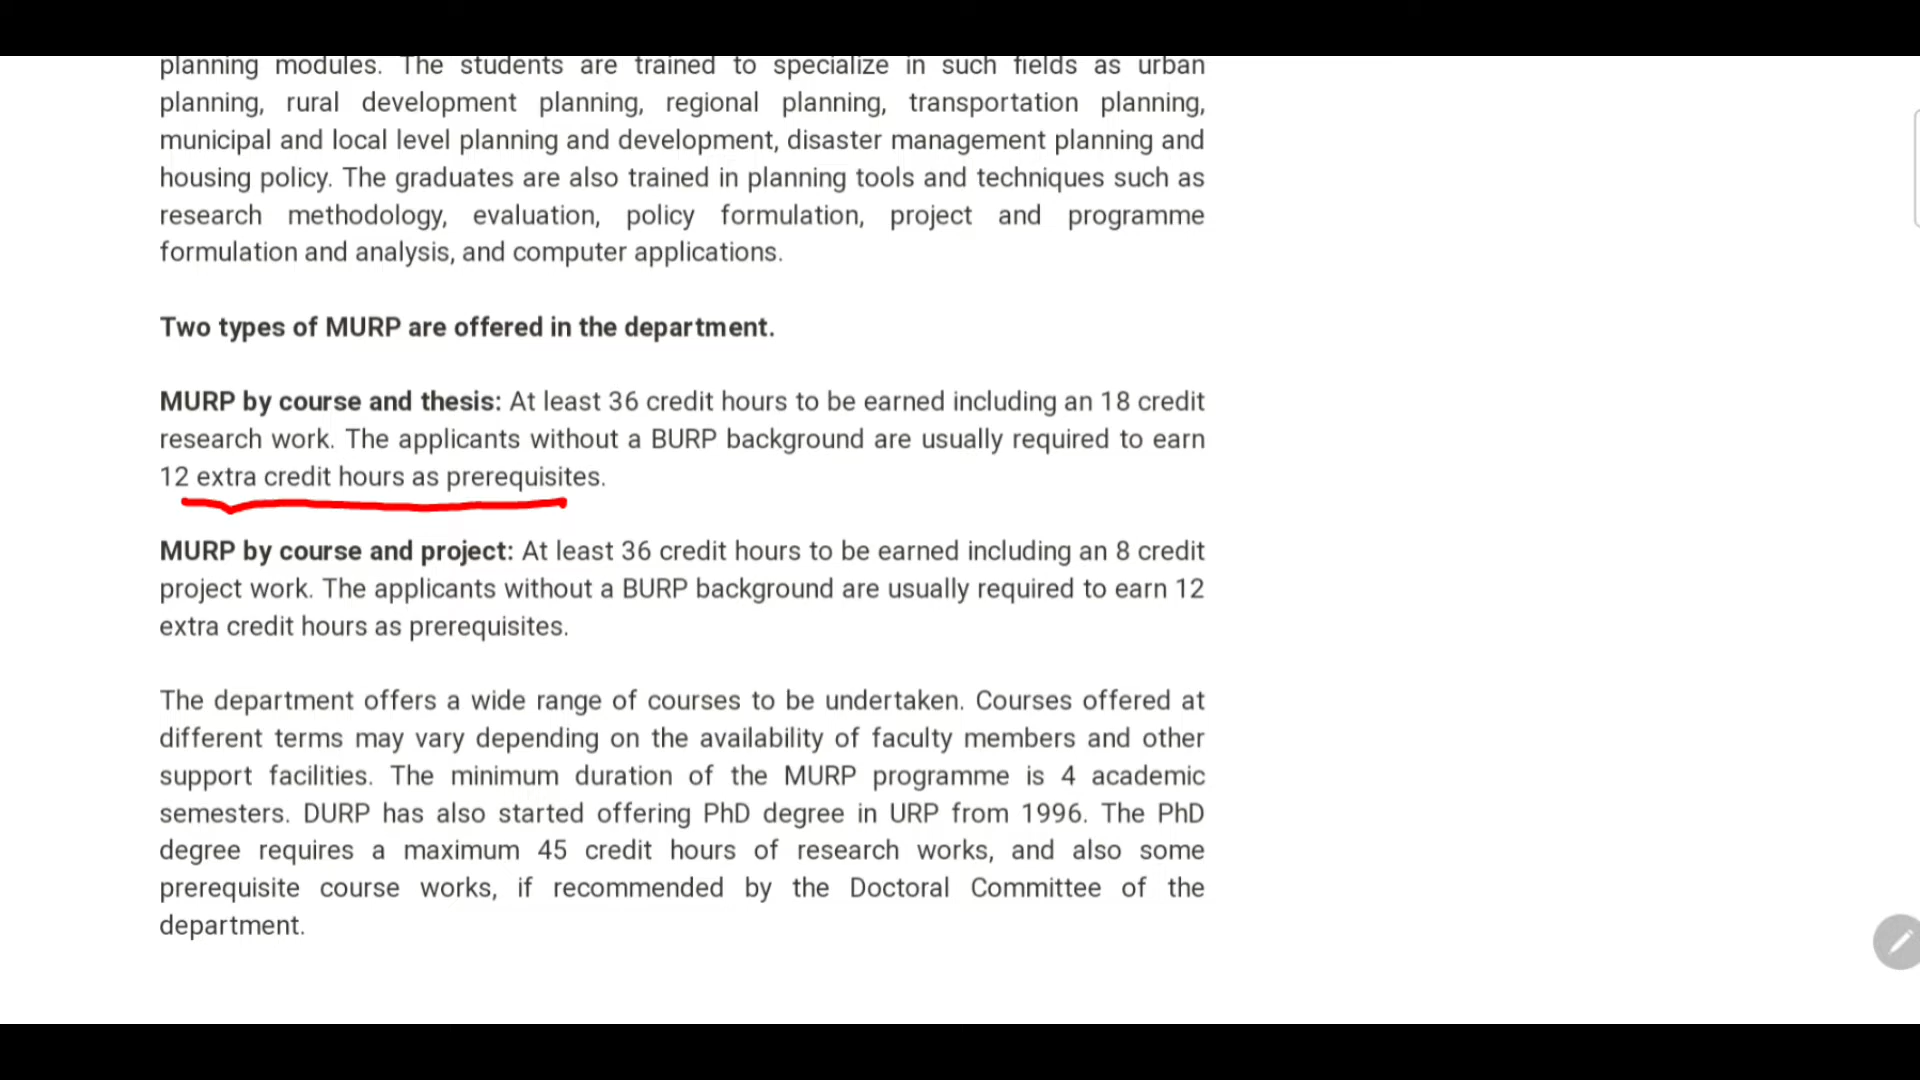 planning modules. The students are trained to specialize in such fields as urban
planning, rural development planning, regional planning, transportation planning,
municipal and local level planning and development, disaster management planning and
housing policy. The graduates are also trained in planning tools and techniques such as
research methodology, evaluation, policy formulation, project and programme
formulation and analysis, and computer applications.
Two types of MURP are offered in the department.
MURP by course and thesis: At least 36 credit hours to be earned including an 18 credit
research work. The applicants without a BURP background are usually required to earn
12 extra credit hours as prerequisites.
MURP by course and project: At least 36 credit hours to be earned including an 8 credit
project work. The applicants without a BURP background are usually required to earn 12
extra credit hours as prerequisites.
The department offers a wide range of courses to be undertaken. Courses offered at
different terms may vary depending on the availability of faculty members and other
support facilities. The minimum duration of the MURP programme is 4 academic
semesters. DURP has also started offering PhD degree in URP from 1996. The PhD
degree requires a maximum 45 credit hours of research works, and also some
prerequisite course works, if recommended by the Doctoral Committee of the
department.